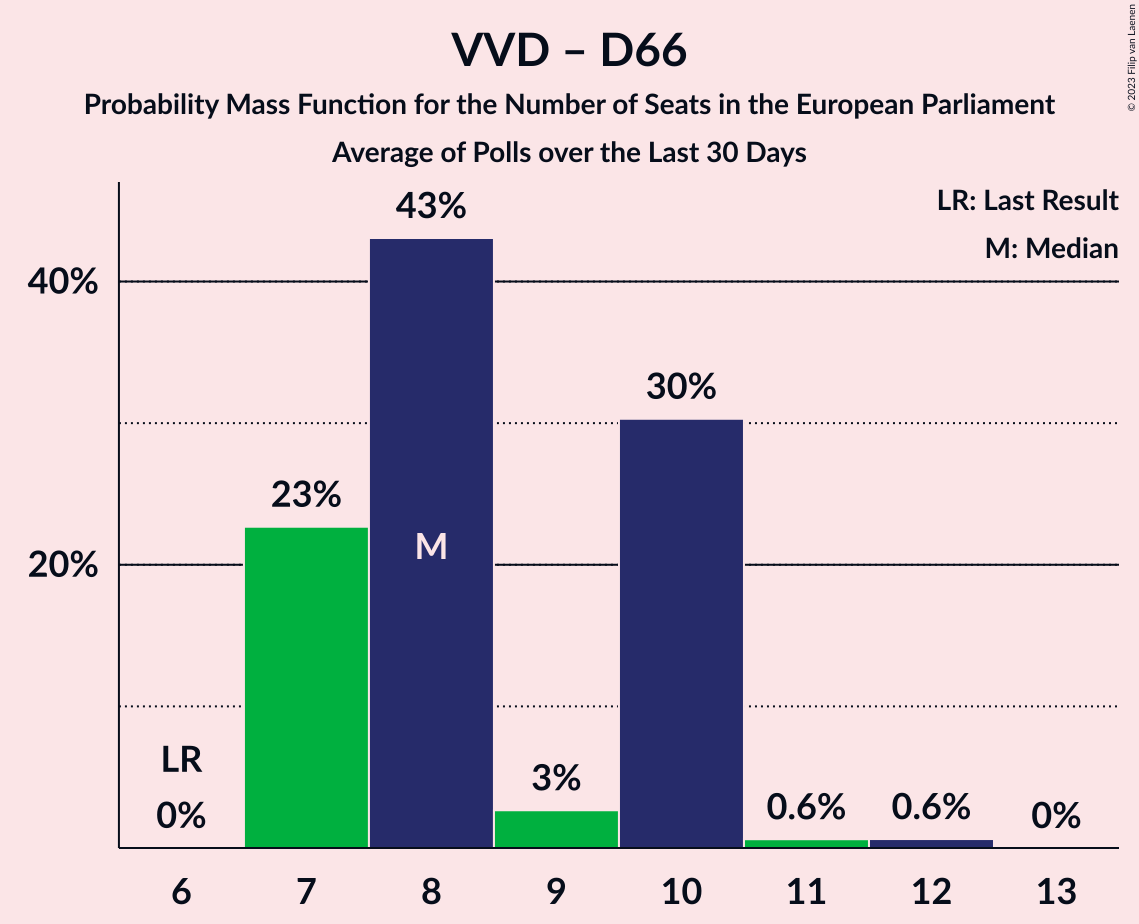 © 2023 Filip van Laenen
VVD – D66
Probability Mass Function for the Number of Seats in the European Parliament
Average of Polls over the Last 30 Days
LR: Last Result
M: Median
43%
40%
30%
23%
M
20%
LR
3%
0%
0.6%
0.6%
0%
6 7 8 9 10 11 12 13